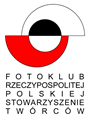 FOTOKLUB
RZECZYPOSPOLITEJ
POLSKIEJ
STOWARZYSZENIE
TWÓRCÓW